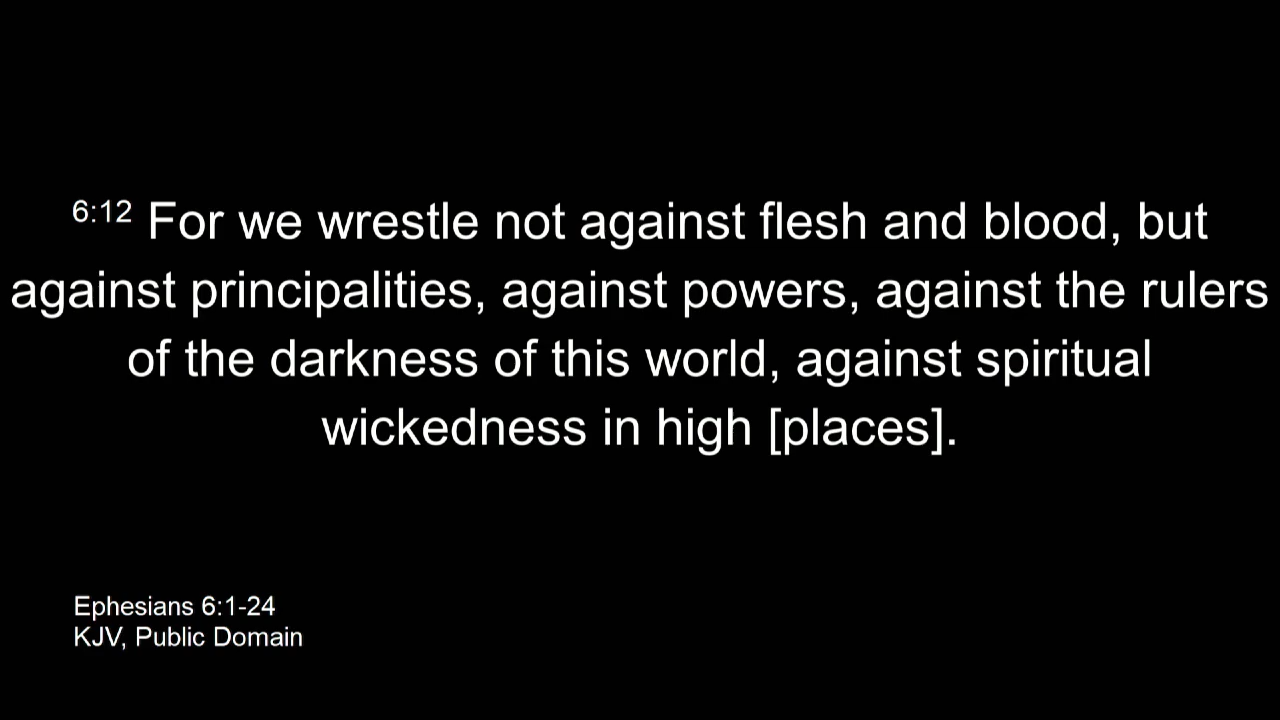 6:12 For we wrestle not against flesh and blood, but
against principalities, against powers, against the rulers
of the darkness of this world, against spiritual
wickedness in high [places].
Ephesians 6:1-24
KJV, Public Domain